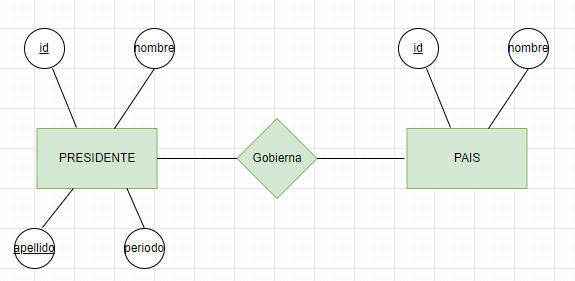 id
nombre
id
nombre
PRESIDENTE
Gobierna
PAIS
apellido
periodo